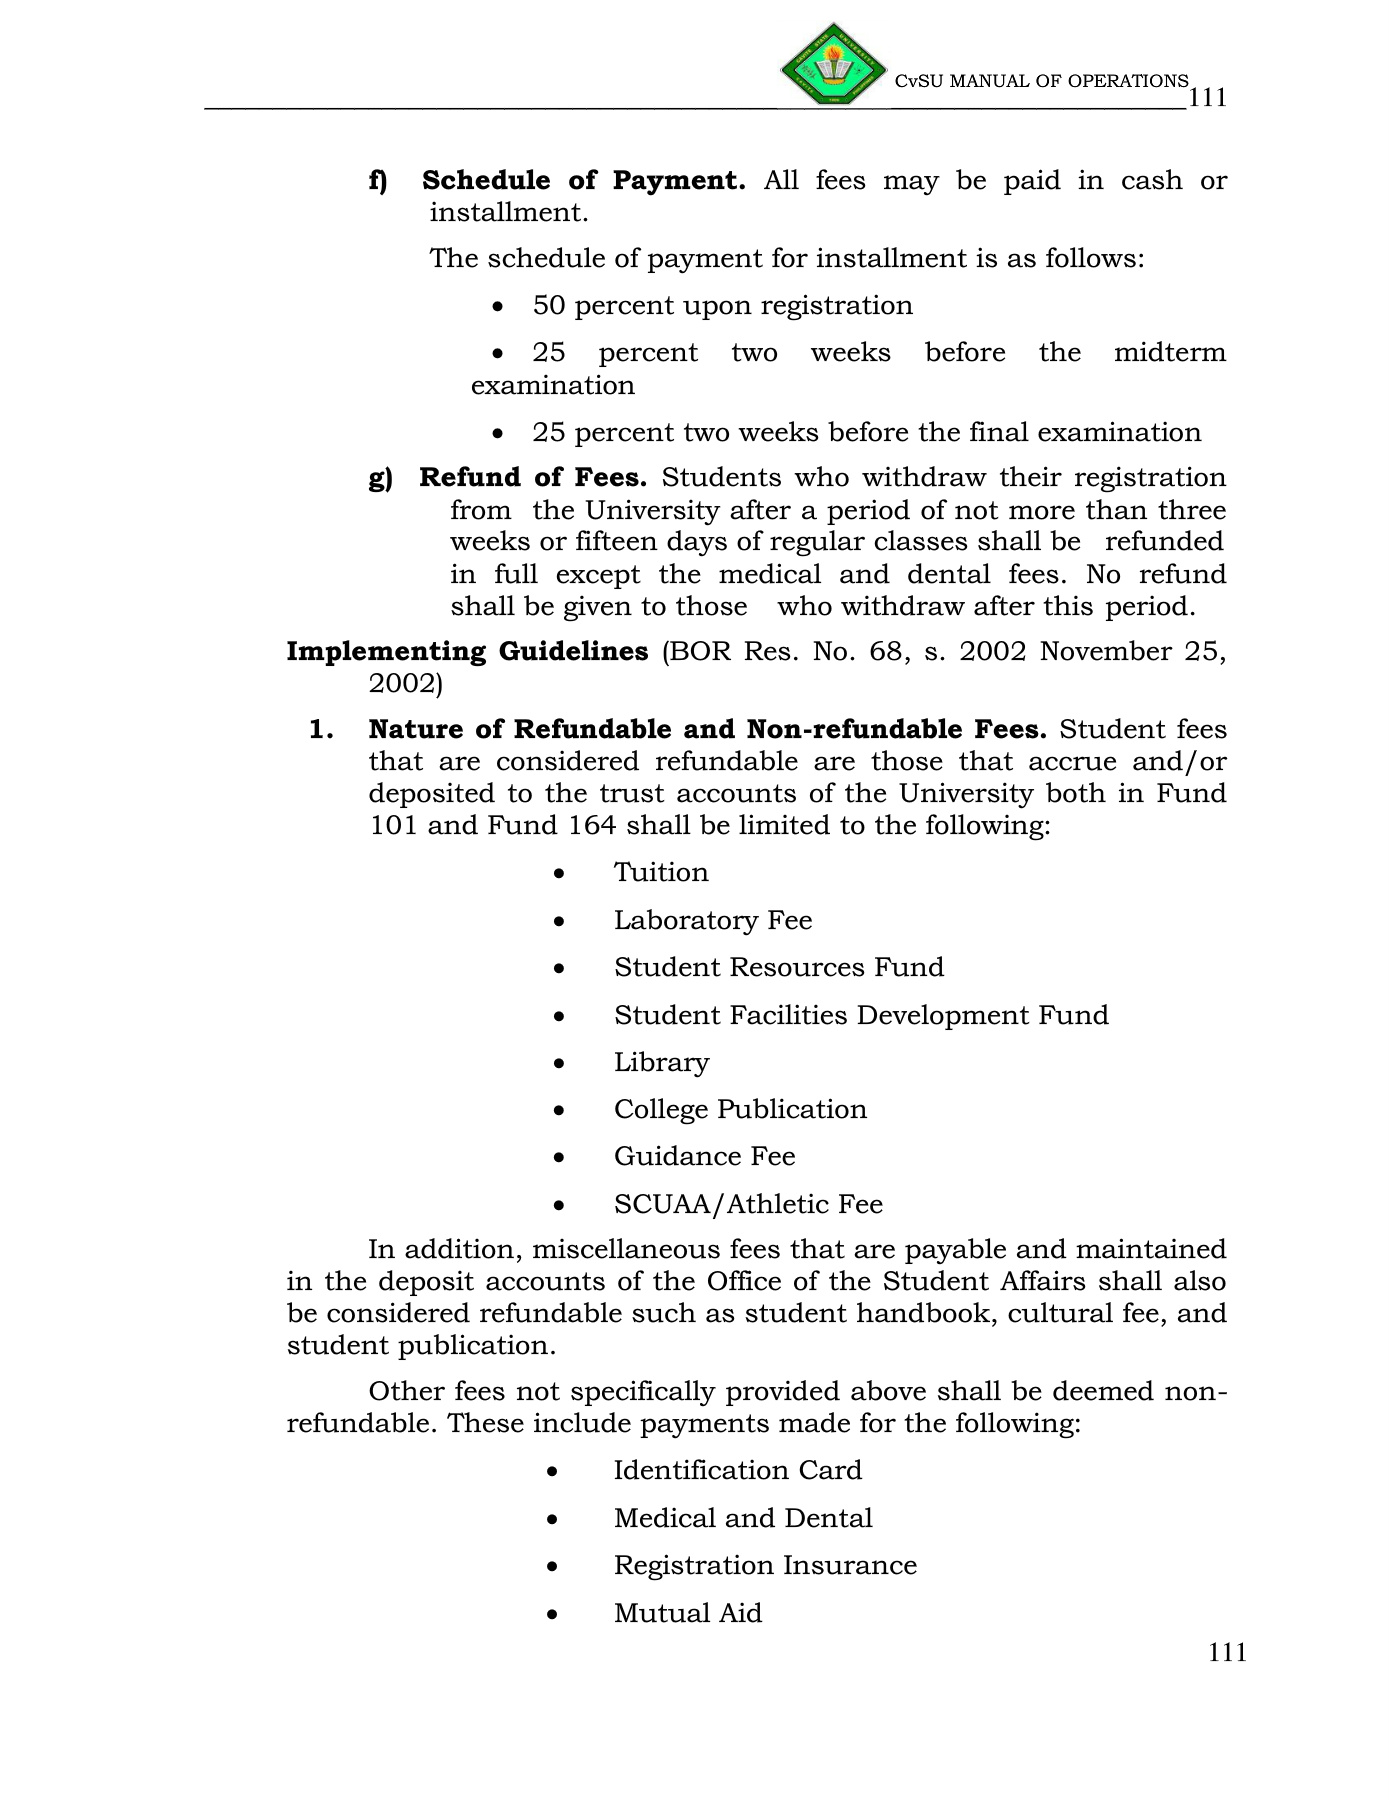 CvSU MANUAL OF OPERATIONS
111
f) Schedule of Payment. All fees may be paid in cash or
installment.
The schedule of payment for installment is as follows:
• 50 percent upon registration
• 25 percent two weeks before the midterm
examination
• 25 percent two weeks before the final examination
g) Refund of Fees. Students who withdraw their registration
from the University after a period of not more than three
weeks or fifteen days of regular classes shall be refunded
in full except the medical and dental fees. No refund
shall be given to those who withdraw after this period.
Implementing Guidelines (BOR Res. No. 68, s. 2002 November 25,
2002)
1. Nature of Refundable and Non-refundable Fees. Student fees
that are considered refundable are those that accrue and/or
deposited to the trust accounts of the University both in Fund
101 and Fund 164 shall be limited to the following:
• Tuition
• Laboratory Fee
• Student Resources Fund
• Student Facilities Development Fund
• Library
• College Publication
• Guidance Fee
• SCUAA/Athletic Fee
In addition, miscellaneous fees that are payable and maintained
in the deposit accounts of the Office of the Student Affairs shall also
be considered refundable such as student handbook, cultural fee, and
student publication.
Other fees not specifically provided above shall be deemed non-
refundable. These include payments made for the following:
• Identification Card
• Medical and Dental
• Registration Insurance
• Mutual Aid
111